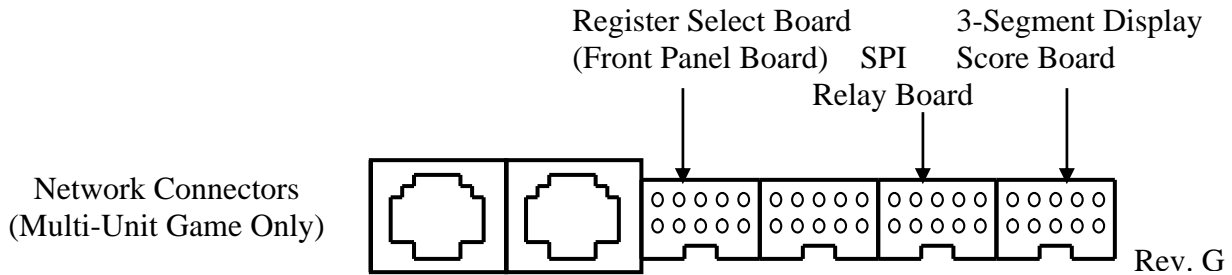 Register Select Board
(Front Panel Board)
SPI
Relay Board
3-Segment Display
Score Board
Network Connectors
(Multi-Unit Game Only)
Rev. G